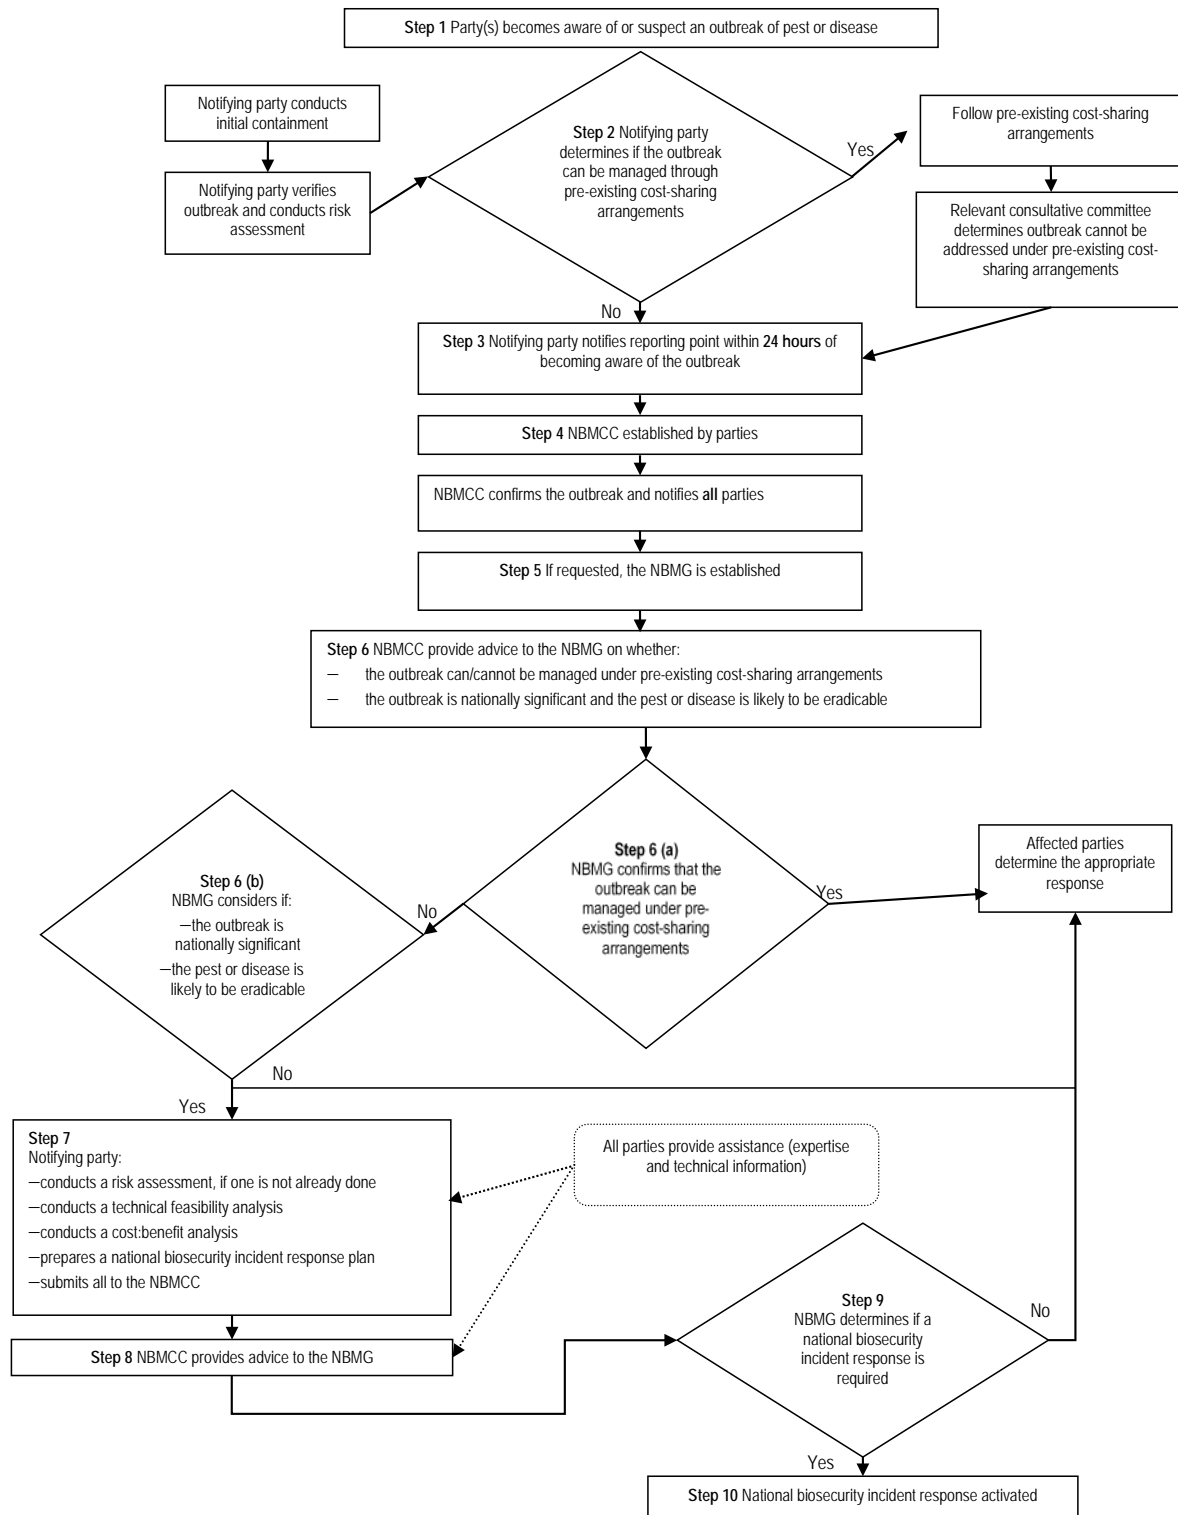 Step 1 Party(s) becomes aware of or suspect an outbreak of pest or disease
Notifying party conducts
initial containment
Notifying party verifies
outbreak and conducts risk
assessment
Step 2 Notifying party
determines if the outbreak
can be managed through
pre-existing cost-sharing
arrangements
Yes
Follow pre-existing cost-sharing
arrangements
Relevant consultative committee
determines outbreak cannot be
addressed under pre-existing cost-
sharing arrangements
No
Step 3 Notifying party notifies reporting point within 24 hours of
becoming aware of the outbreak
Step 4 NBMCC established by parties
NBMCC confirms the outbreak and notifies all parties
Step 5 If requested, the NBMG is established
Step 6 NBMCC provide advice to the NBMG on whether:
– the outbreak can/cannot be managed under pre-existing cost-sharing arrangements
– the outbreak is nationally significant and the pest or disease is likely to be eradicable
Step 6 (a)
NBMG confirms that the
outbreak can be
managed under pre-
existing cost-sharing
arrangements
Yes
Affected parties
determine the appropriate
response
No
Step 6 (b)
NBMG considers if:
–the outbreak is
nationally significant
–the pest or disease is
likely to be eradicable
No
Yes
Step 7
Notifying party:
–conducts a risk assessment, if one is not already done
–conducts a technical feasibility analysis
–conducts a cost:benefit analysis
–prepares a national biosecurity incident response plan
–submits all to the NBMCC
All parties provide assistance (expertise
and technical information)
Step 8 NBMCC provides advice to the NBMG
Step 9
NBMG determines if a
national biosecurity
incident response is
required
No
Yes
Step 10 National biosecurity incident response activated